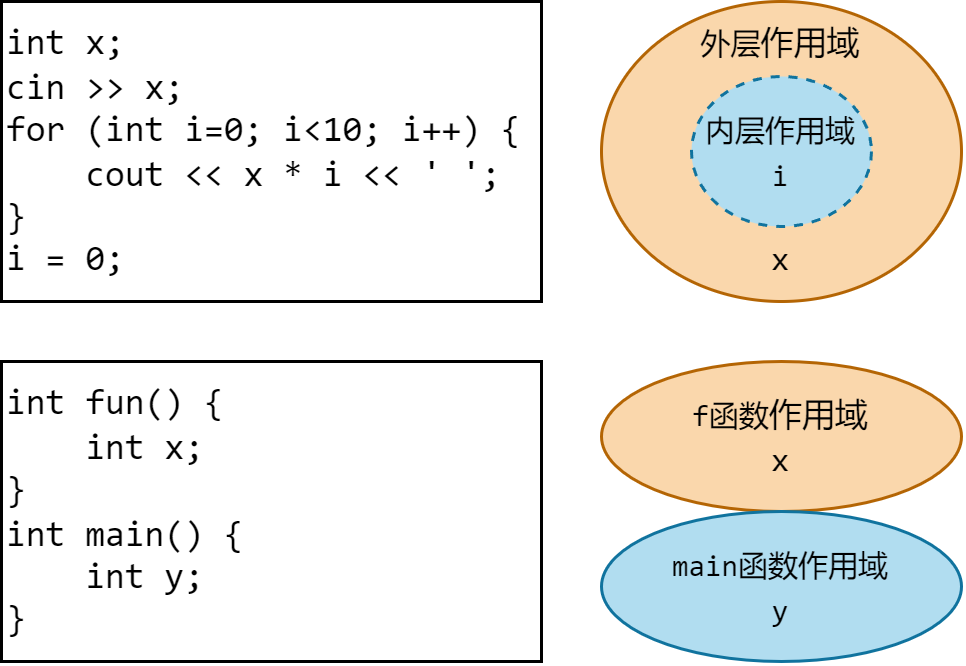 int x;
cin >> x;
for (int i=0; i<10; i++) {
    cout << x * i << ' ';
}
i = 0;
外层作用域
内层作用域
i
x
int fun() {
    int x;
}
int main() {
    int y;
}
f函数作用域
x
main函数作用域
y